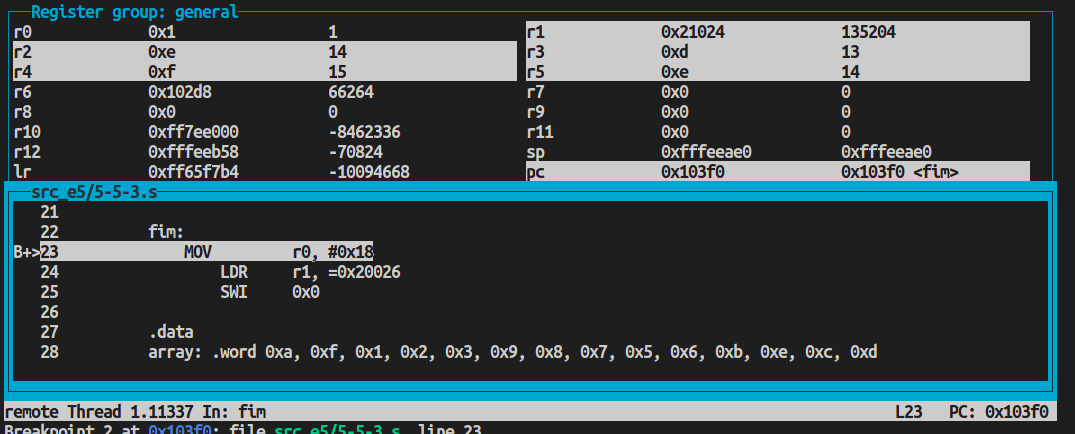 Register group: general
r0 0x1 1 r1 0x21024 135204
r2 0xe 14 r3 0xd 13
r4 0xf 15 r5 0xe 14
r6 0x102d8 66264 r7 0x0 0
r8 0x0 0 r9 0x0 0
r10 0xff7ee000 -8462336 r11 0x0 0
r12 0xfffeeb58 -70824 sp 0xfffeeae0 0xfffeeae0
lr 0xff65f7b4 -10094668 pc 0x103f0 0x103f0 <fim>
src_e5/5-5-3.s
21
22 fim:
B+>23 MOV r0, #0x18
24 LDR r1, =0x20026
25 SWI 0x0
26
27 .data
28 array: .word 0xa, 0xf, 0x1, 0x2, 0x3, 0x9, 0x8, 0x7, 0x5, 0x6, 0xb, 0xe, 0xc, 0xd
remote Thread 1.11337 In: fim L23 PC: 0x103f0
Breakpoint 2 at 0x103f0: file src_e5/5-5-3.s, line 23.